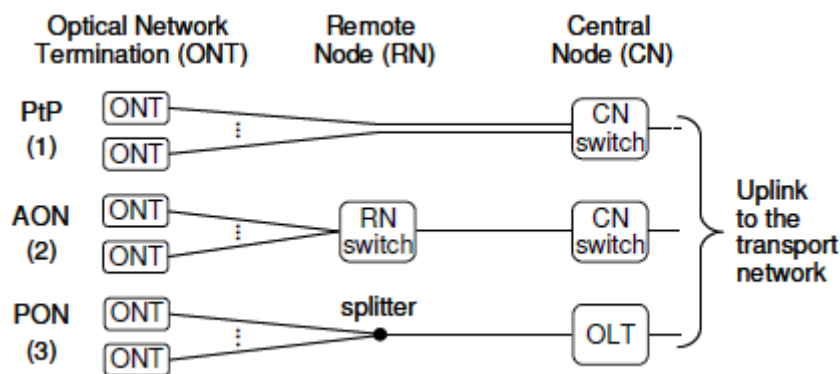 Optical Network
Termination (ONT)
Remote
Node (RN)
Central
Node (CN)
PtP
(1)
ONT
ONT
CN
switch
AON
(2)
ONT
ONT
RN
switch
CN
switch
PON
(3)
ONT
ONT
splitter
OLT
Uplink
to the
transport
network